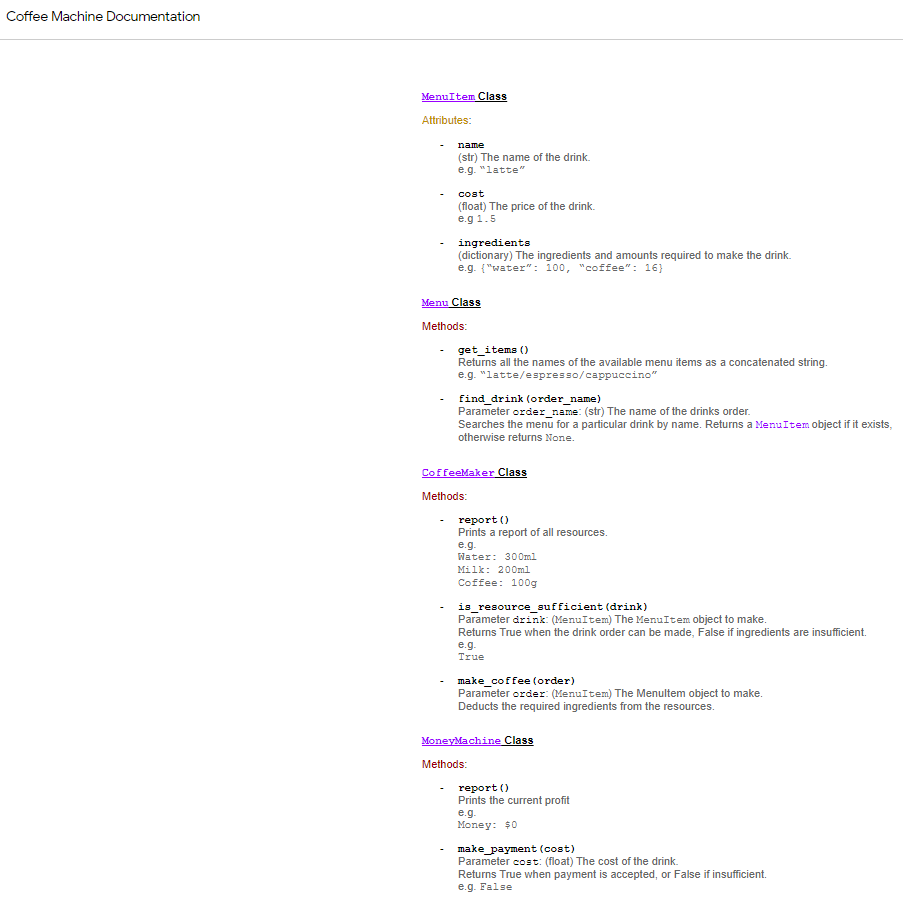 Coffee Machine Documentation
MenuItem Class
Attributes:
- name
(str) The name of the drink.
e.g. “latte”
- cost
(float) The price of the drink.
e.g 1.5
- ingredients
(dictionary) The ingredients and amounts required to make the drink.
e.g. {“water”: 100, “coffee”: 16}
Menu Class
Methods:
- get_items()
Returns all the names of the available menu items as a concatenated string.
e.g. “latte/espresso/cappuccino”
- find_drink(order_name)
Parameter order_name: (str) The name of the drinks order.
Searches the menu for a particular drink by name. Returns a MenuItem object if it exists,
otherwise returns None.
CoffeeMaker Class
Methods:
- report()
Prints a report of all resources.
e.g.
Water: 300ml
Milk: 200ml
Coffee: 100g
- is_resource_sufficient(drink)
Parameter drink: (MenuItem) The MenuItem object to make.
Returns True when the drink order can be made, False if ingredients are insufficient.
e.g.
True
- make_coffee(order)
Parameter order: (MenuItem) The MenuItem object to make.
Deducts the required ingredients from the resources.
MoneyMachine Class
Methods:
- report()
Prints the current profit
e.g.
Money: $0
- make_payment(cost)
Parameter cost: (float) The cost of the drink.
Returns True when payment is accepted, or False if insufficient.
e.g. False